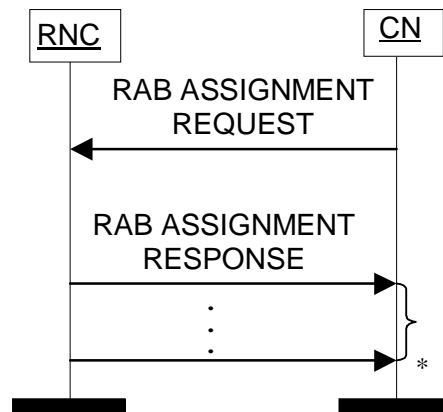 RNC
CN
RAB ASSIGNMENT
REQUEST
RAB ASSIGNMENT
RESPONSE
*